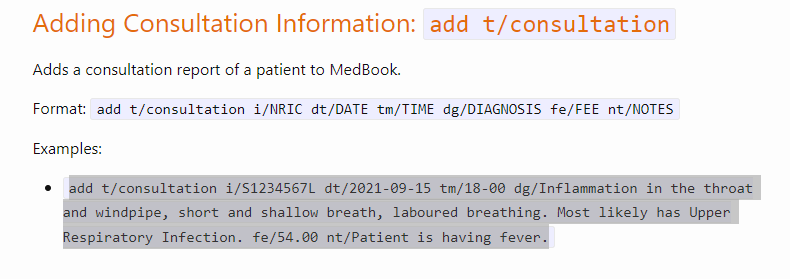 Adding Consultation Information: add t/consultation
Adds a consultation report of a patient to MedBook.
Format: add t/consultation i/NRIC dt/DATE tm/TIME dg/DIAGNOSIS fe/FEE nt/NOTES
Examples:
add t/consultation i/S1234567L dt/2021-09-15 tm/18-00 dg/Inflammation in the throat
and windpipe, short and shallow breath, laboured breathing. Most likely has Upper
Respiratory Infection. fe/54.00 nt/Patient is having fever.